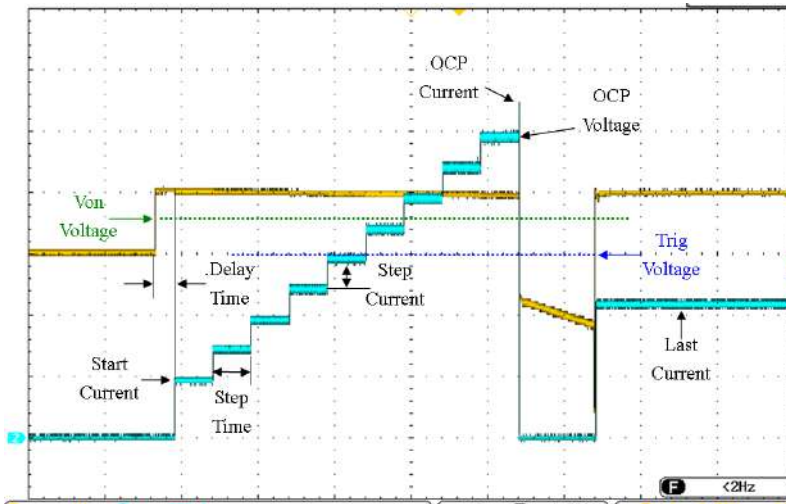 OCP
Current
OCP
Voltage
Von
Voltage
Delay
Time
Step
Current
Trig
Voltage
Start
Current
Step
Time
Last
Current
2
F <2Hz